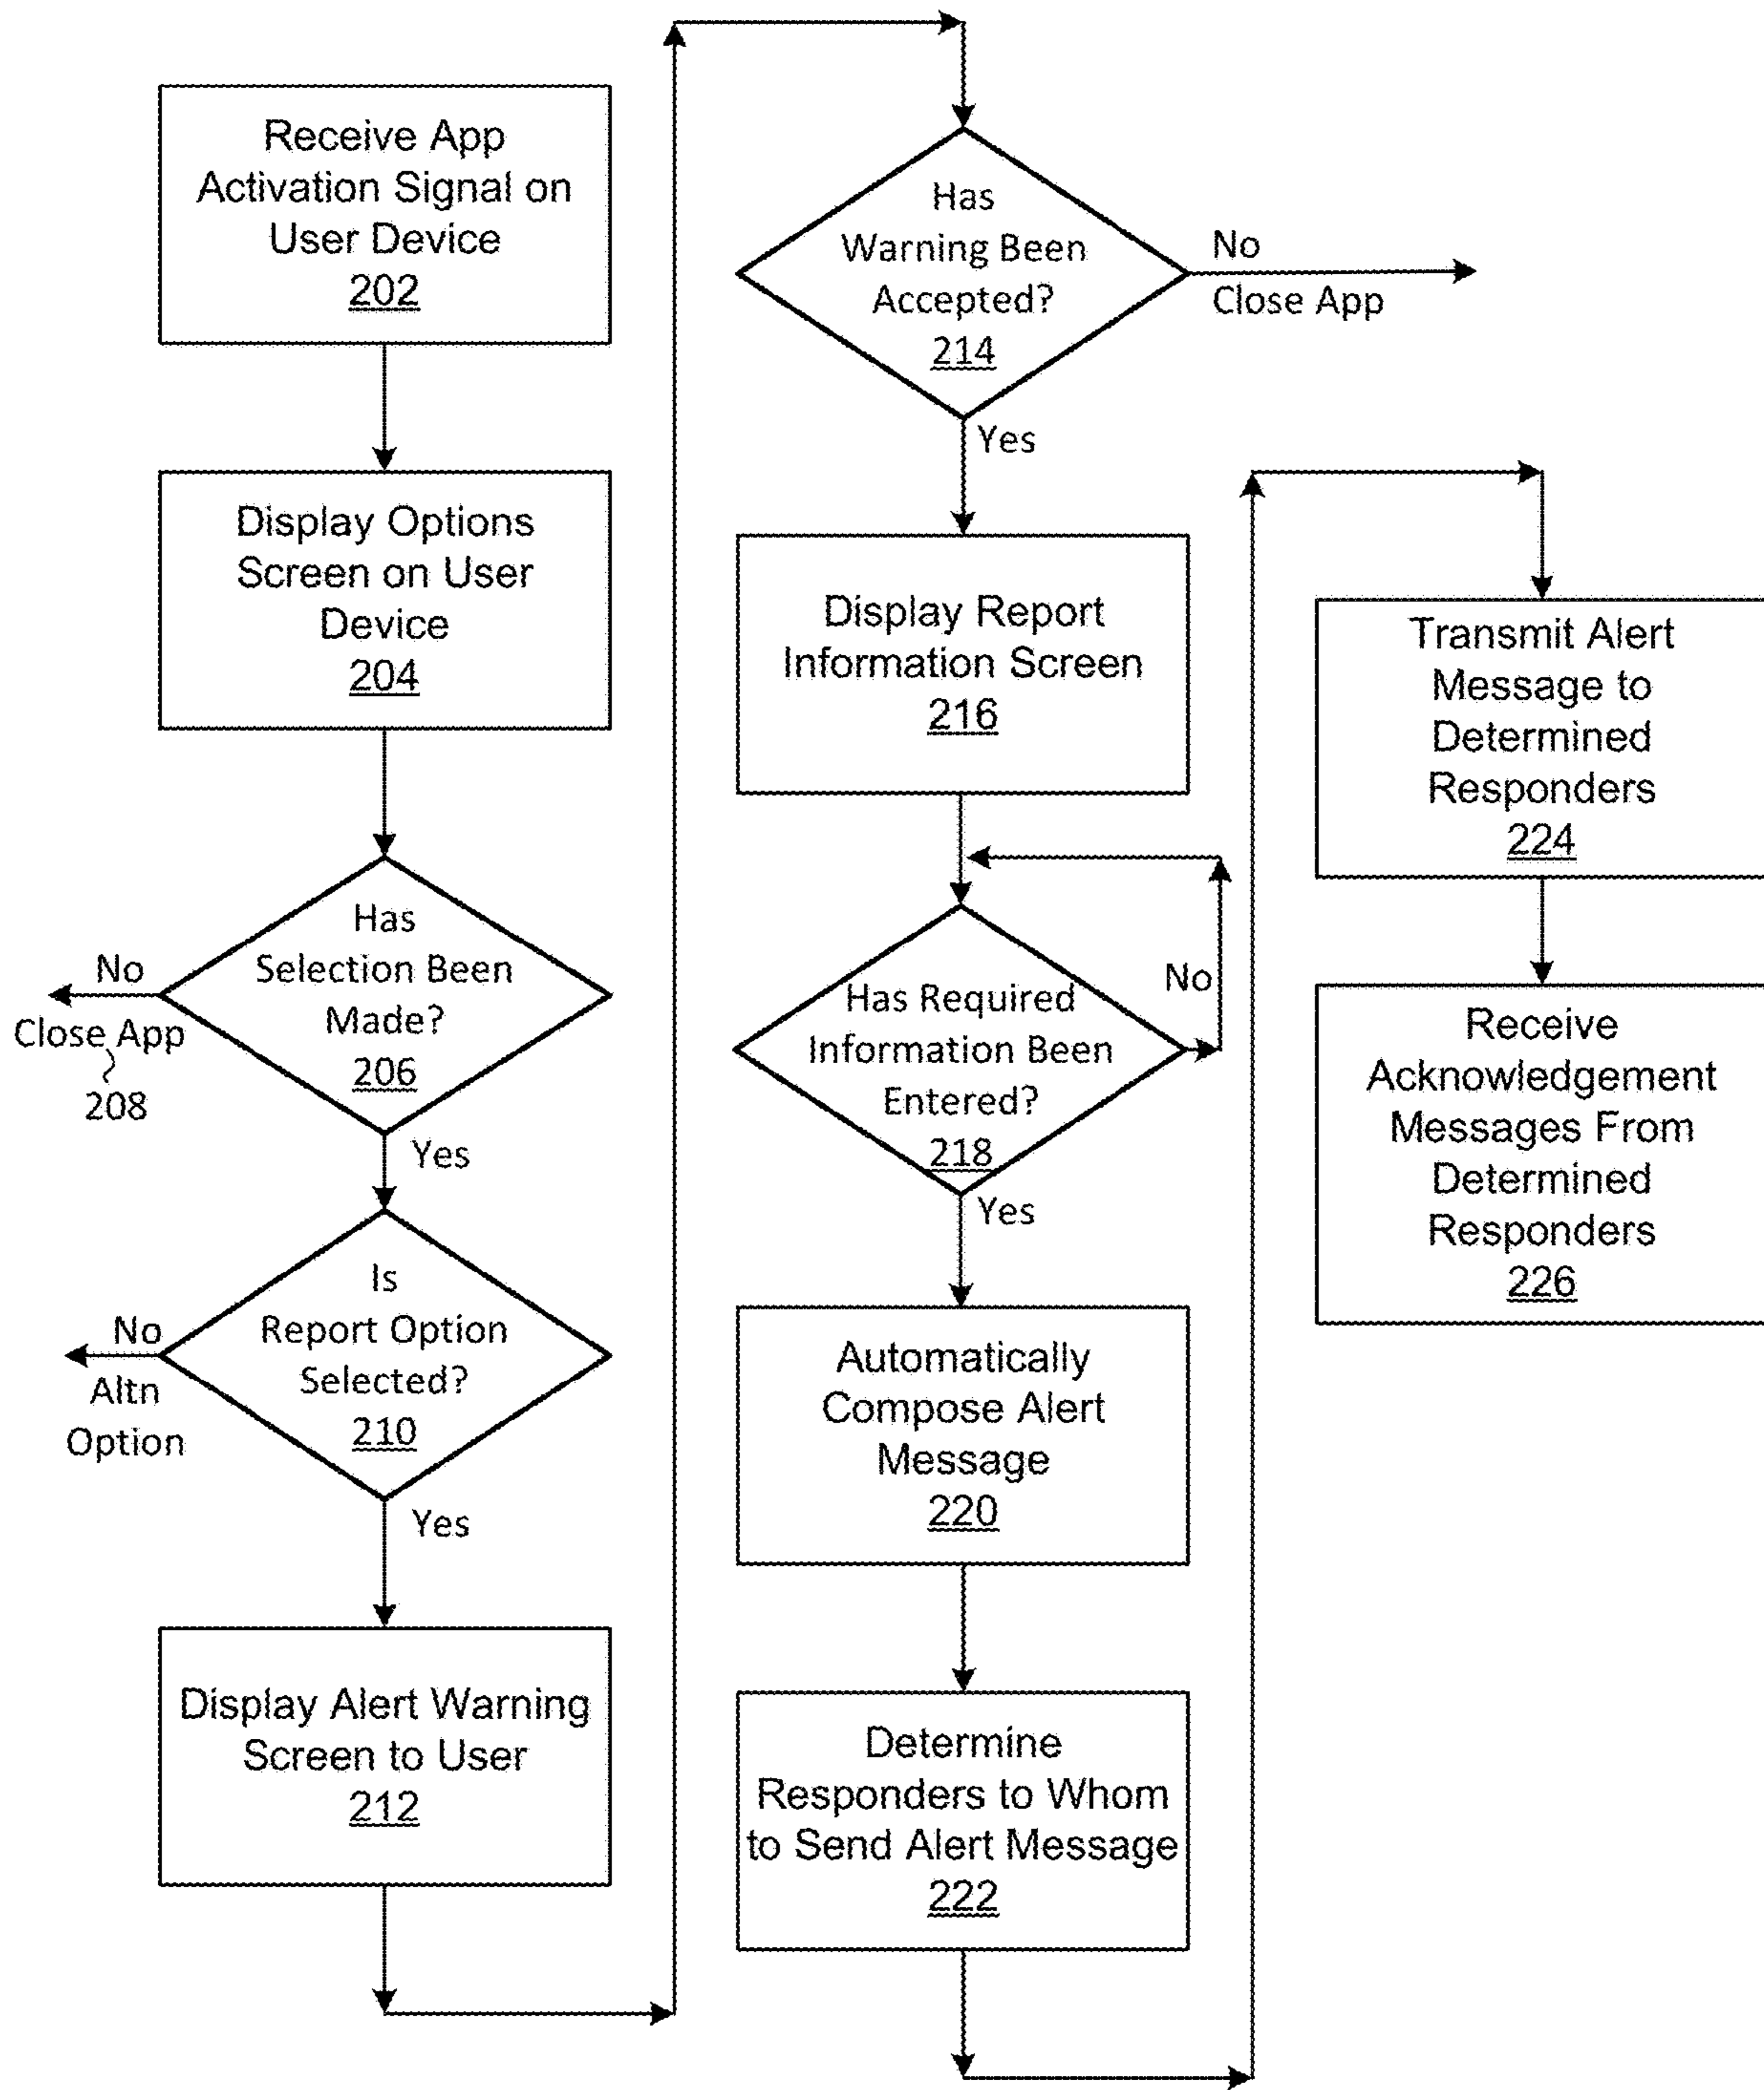 Receive App
Activation Signal on
User Device
202
Display Options
Screen on User
Device
204
Has
Selection Been
Made?
206
No
Close App
208
Yes
Is
Report Option
Selected?
210
No
Altn
Option
Yes
Display Alert Warning
Screen to User
212
Has
Warning Been
Accepted?
214
No
Close App
Yes
Display Report
Information Screen
216
Has Required
Information Been
Entered?
218
No
Yes
Automatically
Compose Alert
Message
220
Determine
Responders to Whom
to Send Alert Message
222
Transmit Alert
Message to
Determined
Responders
224
Receive
Acknowledgement
Messages From
Determined
Responders
226